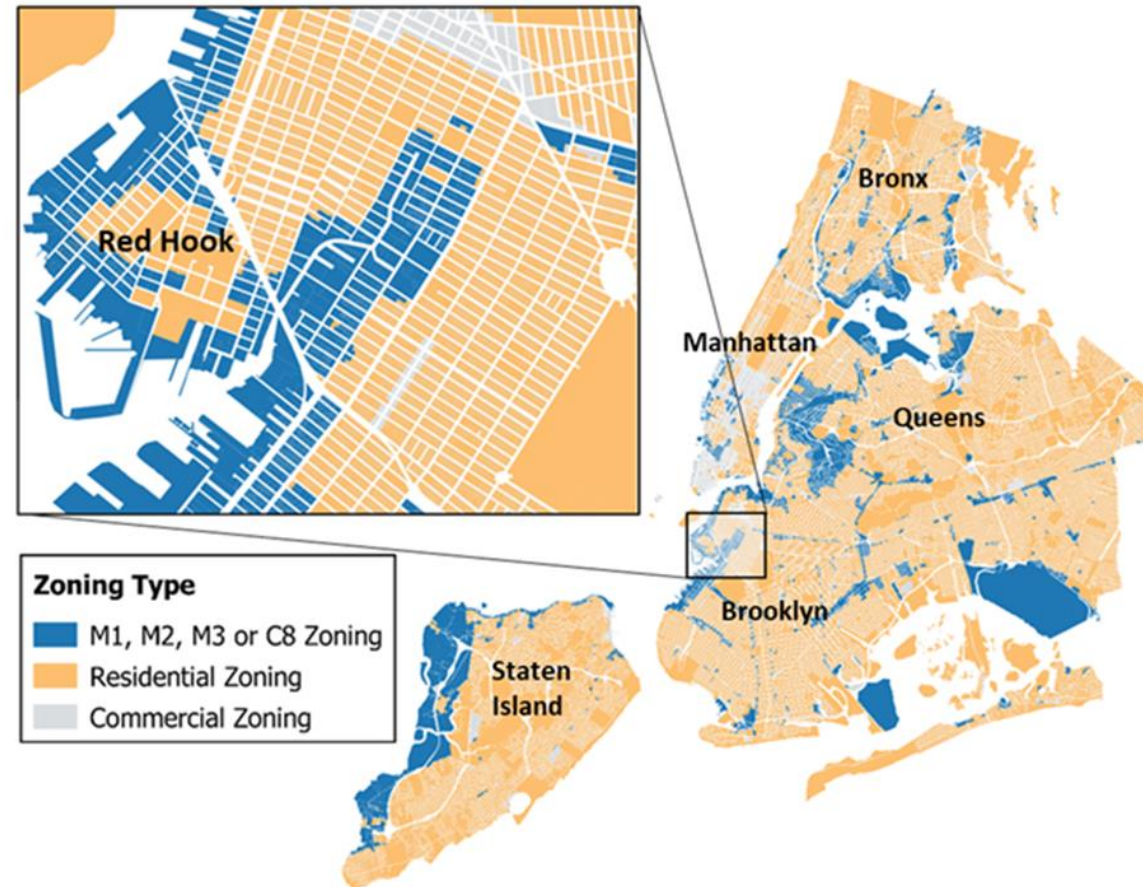 Red Hook
Bronx
Manhattan
Queens
Brooklyn
Staten
Island
Zoning Type
M1, M2, M3 or C8 Zoning
Residential Zoning
Commercial Zoning